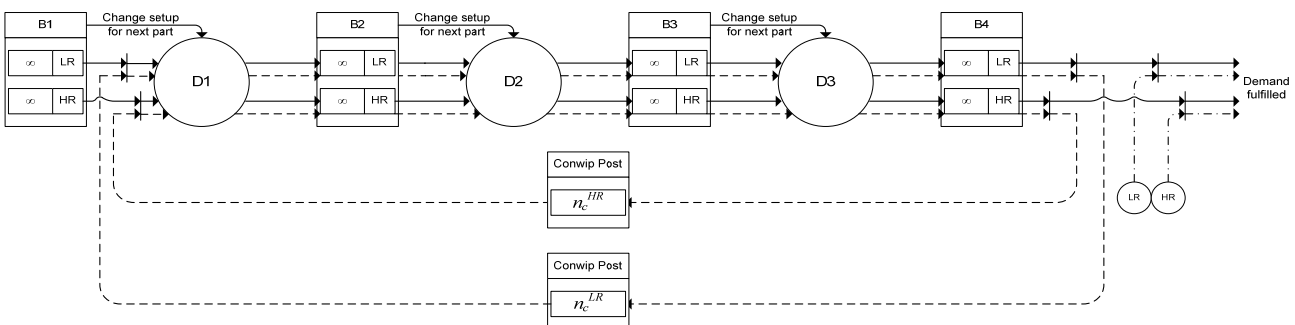 B1
Change setup
for next part
B2
Change setup
for next part
B3
Change setup
for next part
B4
∞ LR
D1
∞ LR
D2
∞ LR
D3
∞ LR
∞ HR
∞ HR
∞ HR
∞ HR
Demand
fulfilled
Conwip Post
n_c^{HR}
LR HR
Conwip Post
n_c^{LR}